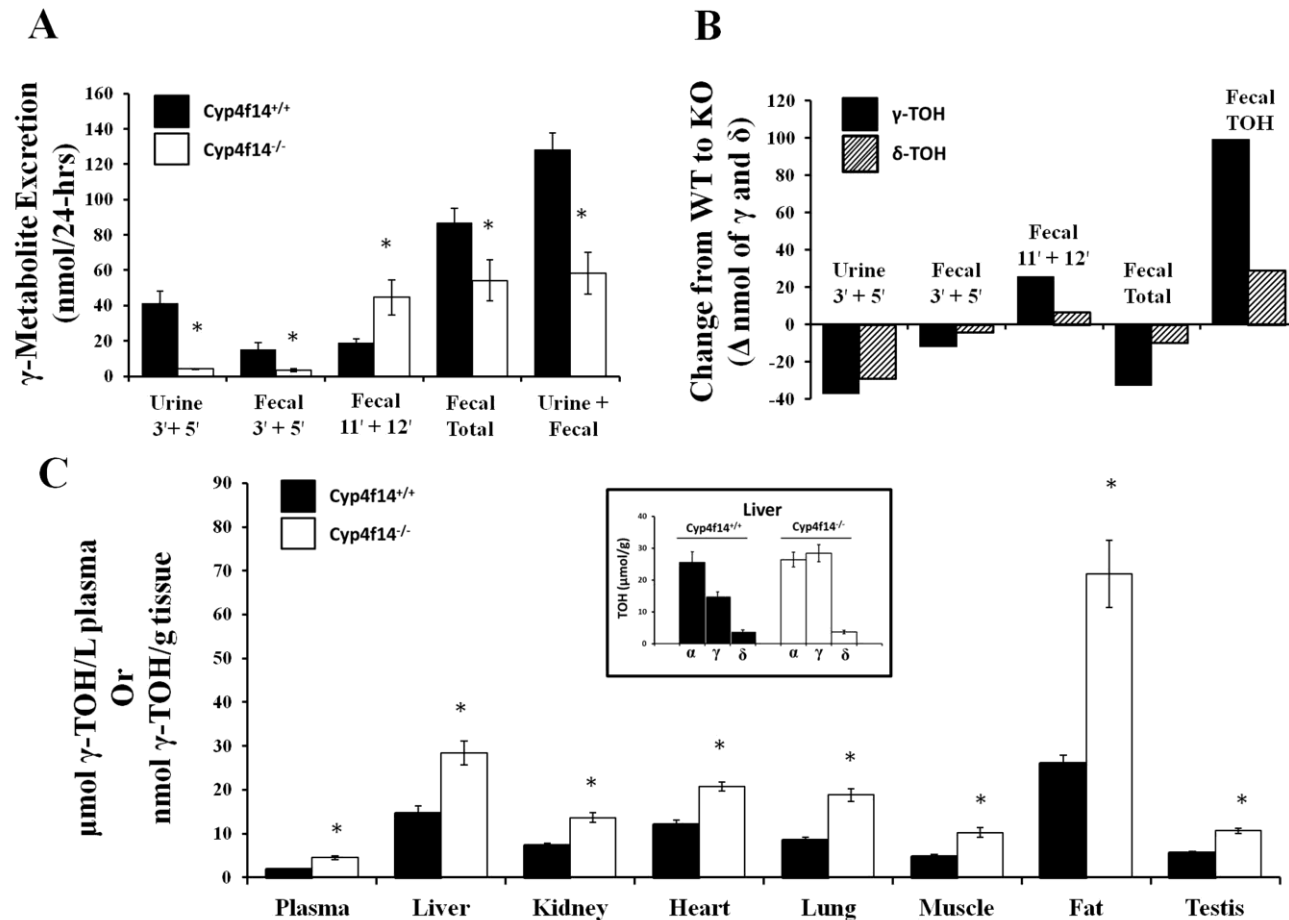 A
γ-Metabolite Excretion
(nmol/24-hrs)
160
140
120
100
80
60
40
20
0
Cyp4f14+/+
Cyp4f14-/-
*
*
*
*
*
Urine
3'+ 5'
Fecal
3'+ 5'
Fecal
11' + 12'
Fecal
Total
Urine +
Fecal
B
Change from WT to KO
(Δ nmol of γ and δ)
120
100
80
60
40
20
0
-20
-40
γ-TOH
δ-TOH
Urine
3' + 5'
Fecal
3' + 5'
Fecal
11' + 12'
Fecal
Total
Fecal
TOH
C
μmol γ-TOH/L plasma
Or
nmol γ-TOH/g tissue
90
80
70
60
50
40
30
20
10
0
Cyp4f14+/+
Cyp4f14-/-
Liver
Cyp4f14+/+
Cyp4f14-/-
TOH (μmol/g)
40
30
20
10
0
α γ δ α γ δ
*
*
*
*
*
*
*
*
Plasma Liver Kidney Heart Lung Muscle Fat Testis